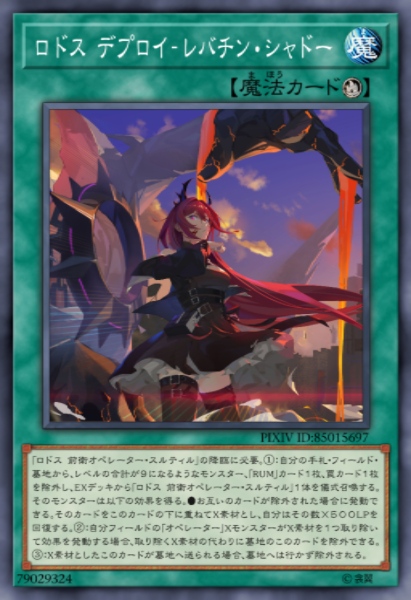 ロドス デプロイ-レバチン・シャドー
魔
【魔法カード】
PIXIV ID:85015697
「ロドス 前衛オペレーター・スルティル」の降臨に必要。①:自分の手札・フィールド・
墓地から、レベルの合計が9になるようなモンスター、「RUM」カード1枚、罠カード1枚
を除外し、EXデッキから「ロドス 前衛オペレーター・スルティル」1体を儀式召喚する。
そのモンスターは以下の効果を得る。●お互いのカードが除外された場合に発動で
きる。そのカードをこのカードの下に重ねてX素材とし、自分はその数×500LPを
回復する。②:自分フィールドの「オペレーター」XモンスターがX素材を1つ取り除い
て効果を発動する場合、取り除くX素材の代わりに墓地のこのカードを除外できる。
③:X素材としたこのカードが墓地へ送られる場合、墓地へは行かず除外される。
79029324